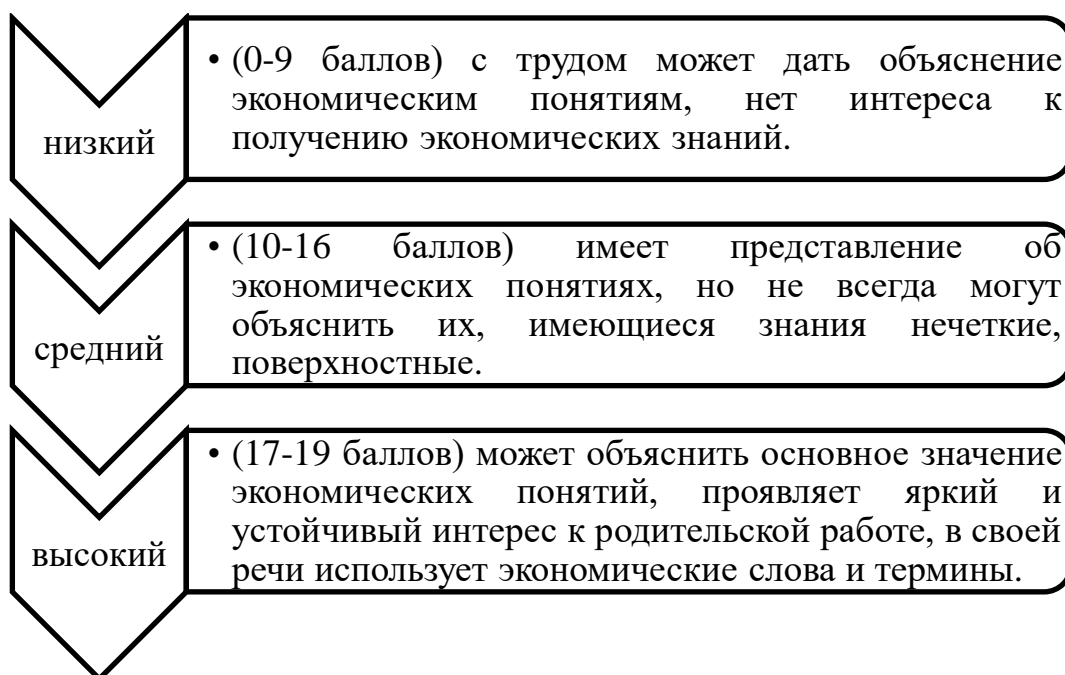 низкий
• (0-9 баллов) с трудом может дать объяснение
экономическим понятиям, нет интереса к
получению экономических знаний.
средний
• (10-16 баллов) имеет представление об
экономических понятиях, но не всегда могут
объяснить их, имеющиеся знания нечеткие,
поверхностные.
высокий
• (17-19 баллов) может объяснить основное значение
экономических понятий, проявляет яркий и
устойчивый интерес к родительской работе, в своей
речи использует экономические слова и термины.